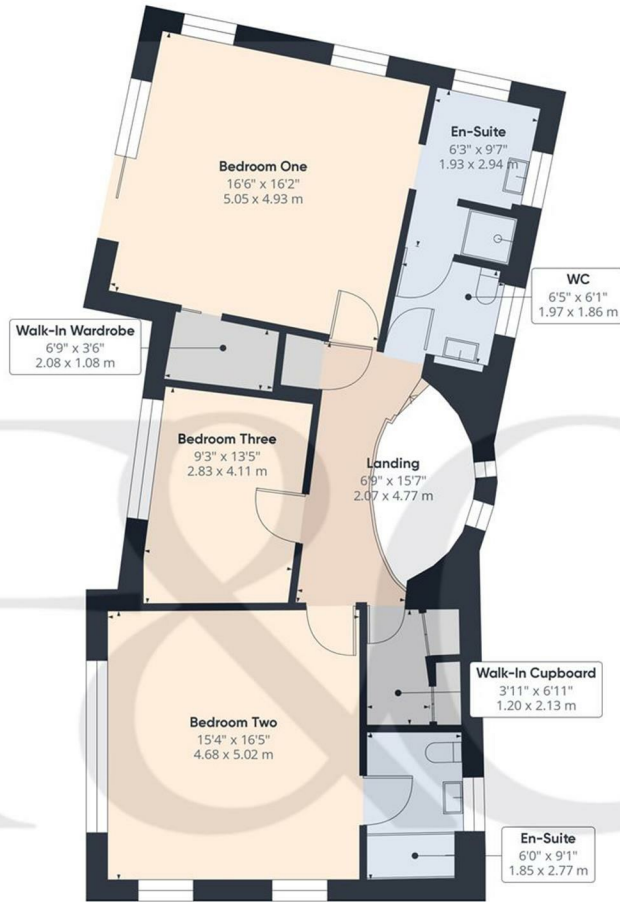 En-Suite
6'3" x 9'7"
1.93 x 2.94 m
Bedroom One
16'6" x 16'2"
5.05 x 4.93 m
WC
6'5" x 6'1"
1.97 x 1.86 m
Walk-In Wardrobe
6'9" x 3'6"
2.08 x 1.08 m
Bedroom Three
9'3" x 13'5"
2.83 x 4.11 m
Landing
6'9" x 15'7"
2.07 x 4.77 m
Walk-In Cupboard
3'11" x 6'11"
1.20 x 2.13 m
Bedroom Two
15'4" x 16'5"
4.68 x 5.02 m
En-Suite
6'0" x 9'1"
1.85 x 2.77 m